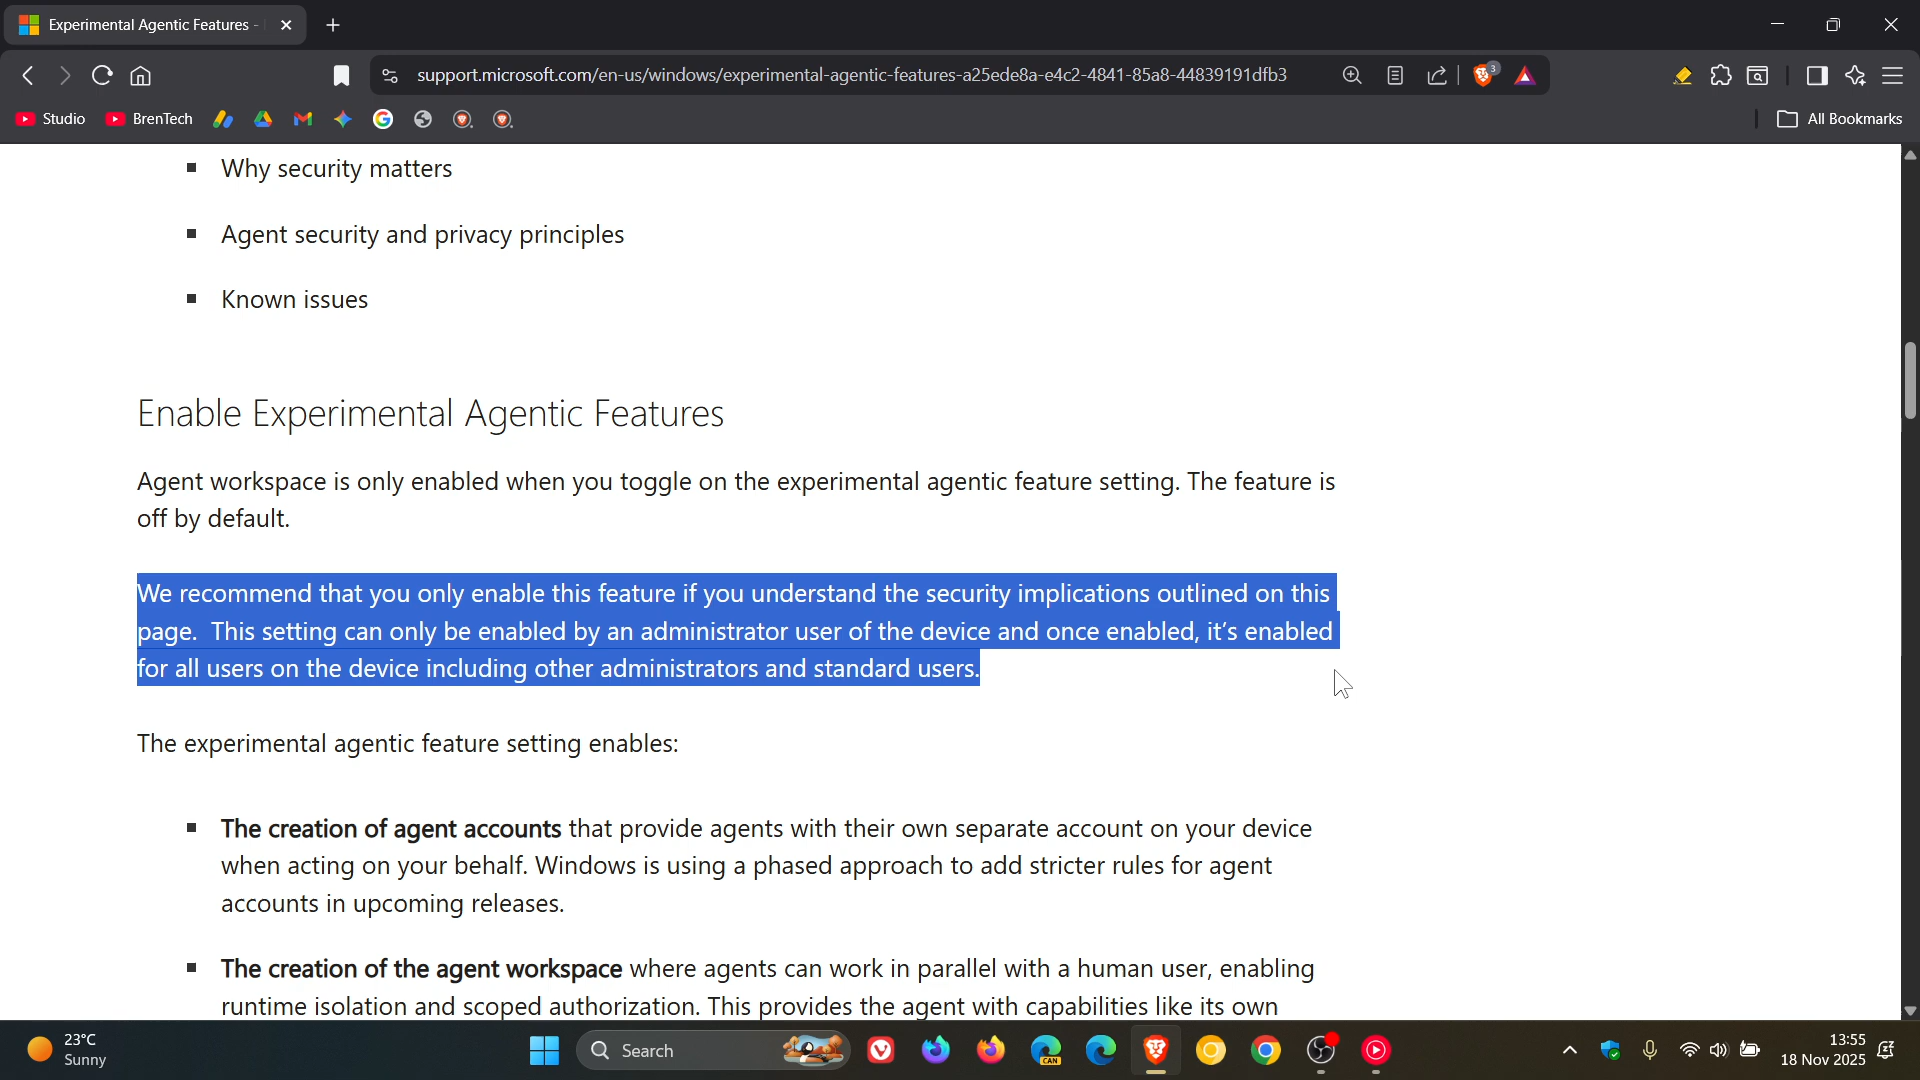 Experimental Agentic Features -
support.microsoft.com/en-us/windows/experimental-agentic-features-a25ede8a-e4c2-4841-85a8-44839191dfb3
3
Studio
BrenTech
All Bookmarks
Why security matters
Agent security and privacy principles
Known issues
Enable Experimental Agentic Features
Agent workspace is only enabled when you toggle on the experimental agentic feature setting. The feature is
off by default.
We recommend that you only enable this feature if you understand the security implications outlined on this
page. This setting can only be enabled by an administrator user of the device and once enabled, it's enabled
for all users on the device including other administrators and standard users.
The experimental agentic feature setting enables:
The creation of agent accounts that provide agents with their own separate account on your device
when acting on your behalf. Windows is using a phased approach to add stricter rules for agent
accounts in upcoming releases.
The creation of the agent workspace where agents can work in parallel with a human user, enabling
runtime isolation and scoped authorization. This provides the agent with capabilities like its own
23°C
Sunny
Search
CAN
13:55
18 Nov 2025